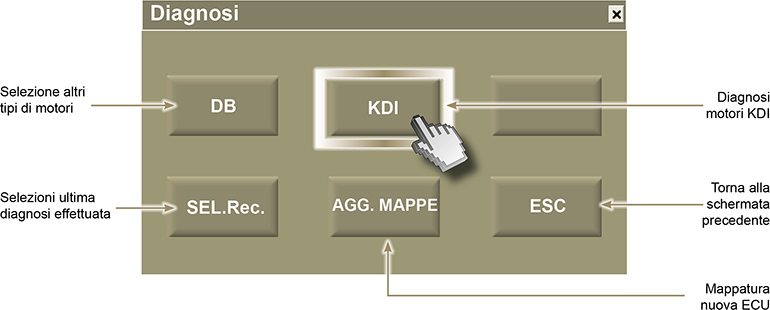 Diagnosi
Selezione altri
tipi di motori
DB
KDI
Diagnosi
motori KDI
Selezioni ultima
diagnosi effettuata
SEL.Rec.
AGG. MAPPE
ESC
Torna alla
schermata
precedente
Mappatura
nuova ECU